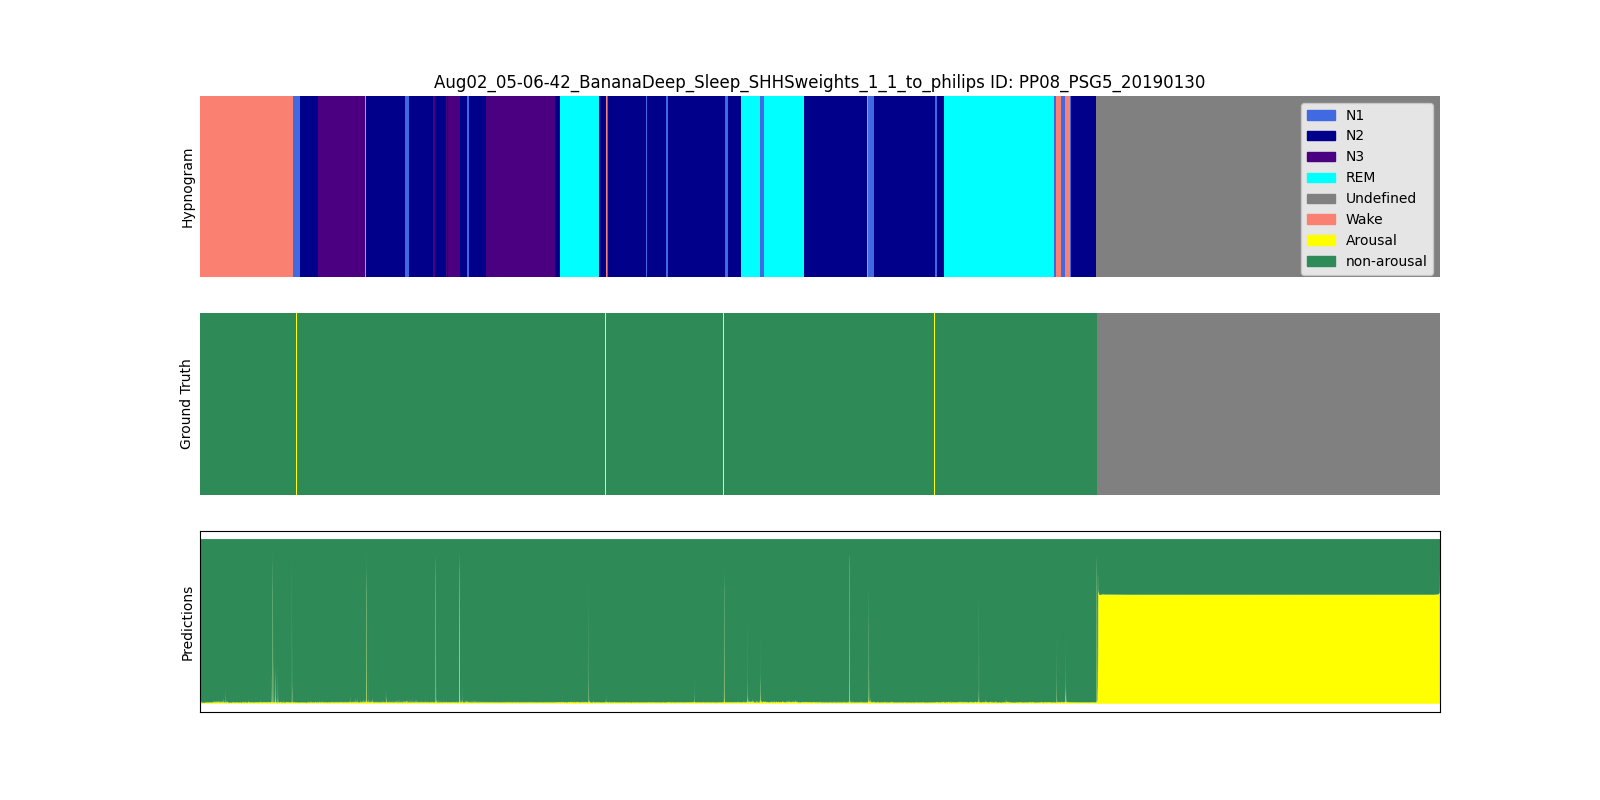 Aug02_05-06-42_BananaDeep_Sleep_SHHSweights_1_1_to_philips ID: PP08_PSG5_20190130
Hypnogram
N1
N2
N3
REM
Undefined
Wake
Arousal
non-arousal
Ground Truth
Predictions